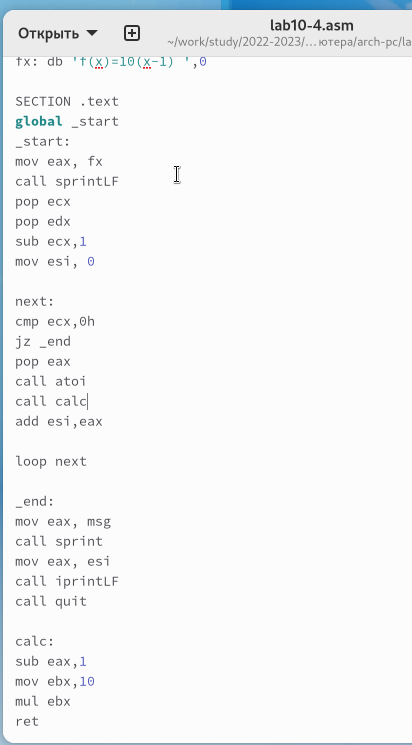 Открыть
lab10-4.asm
~/work/study/2022-2023/... ютера/arch-pc/la
fx: db 'f(x)=10(x-1) ',0
SECTION .text
global _start
_start:
mov eax, fx
call sprintLF
pop ecx
pop edx
sub ecx,1
mov esi, 0
next:
cmp ecx,0h
jz _end
pop eax
call atoi
call calc
add esi,eax
loop next
_end:
mov eax, msg
call sprint
mov eax, esi
call iprintLF
call quit
calc:
sub eax,1
mov ebx,10
mul ebx
ret